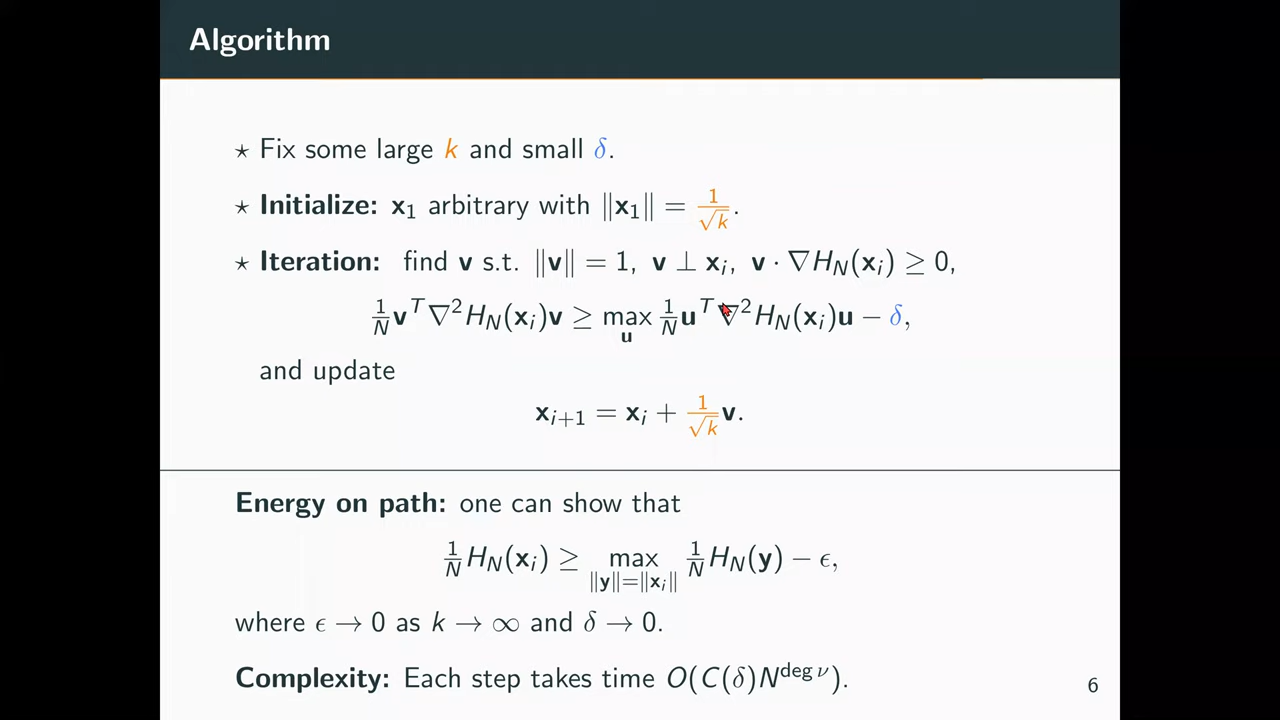 Algorithm
⋆ Fix some large k and small δ.
⋆ Initialize: x₁ arbitrary with ‖x₁‖ = 1/√k.
⋆ Iteration: find v s.t. ‖v‖ = 1, v ⊥ xᵢ, v · ∇H_N(xᵢ) ≥ 0,
1/N vᵀ∇²H_N(xᵢ)v ≥ max_u 1/N uᵀ∇²H_N(xᵢ)u − δ,
and update
xᵢ₊₁ = xᵢ + 1/√k v.
Energy on path: one can show that
1/N H_N(xᵢ) ≥ max_{‖y‖=‖xᵢ‖} 1/N H_N(y) − ϵ,
where ϵ → 0 as k → ∞ and δ → 0.
Complexity: Each step takes time O(C(δ)N^{deg ν}).
6